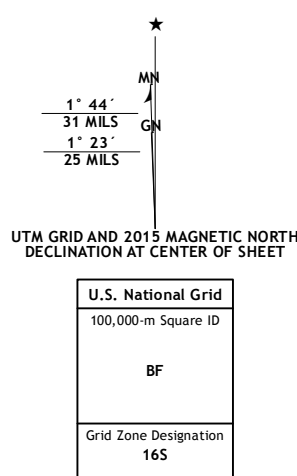 MN
1° 44´
31 MILS
GN
1° 23´
25 MILS
UTM GRID AND 2015 MAGNETIC NORTH
DECLINATION AT CENTER OF SHEET
U.S. National Grid
100,000-m Square ID
BF
Grid Zone Designation
16S